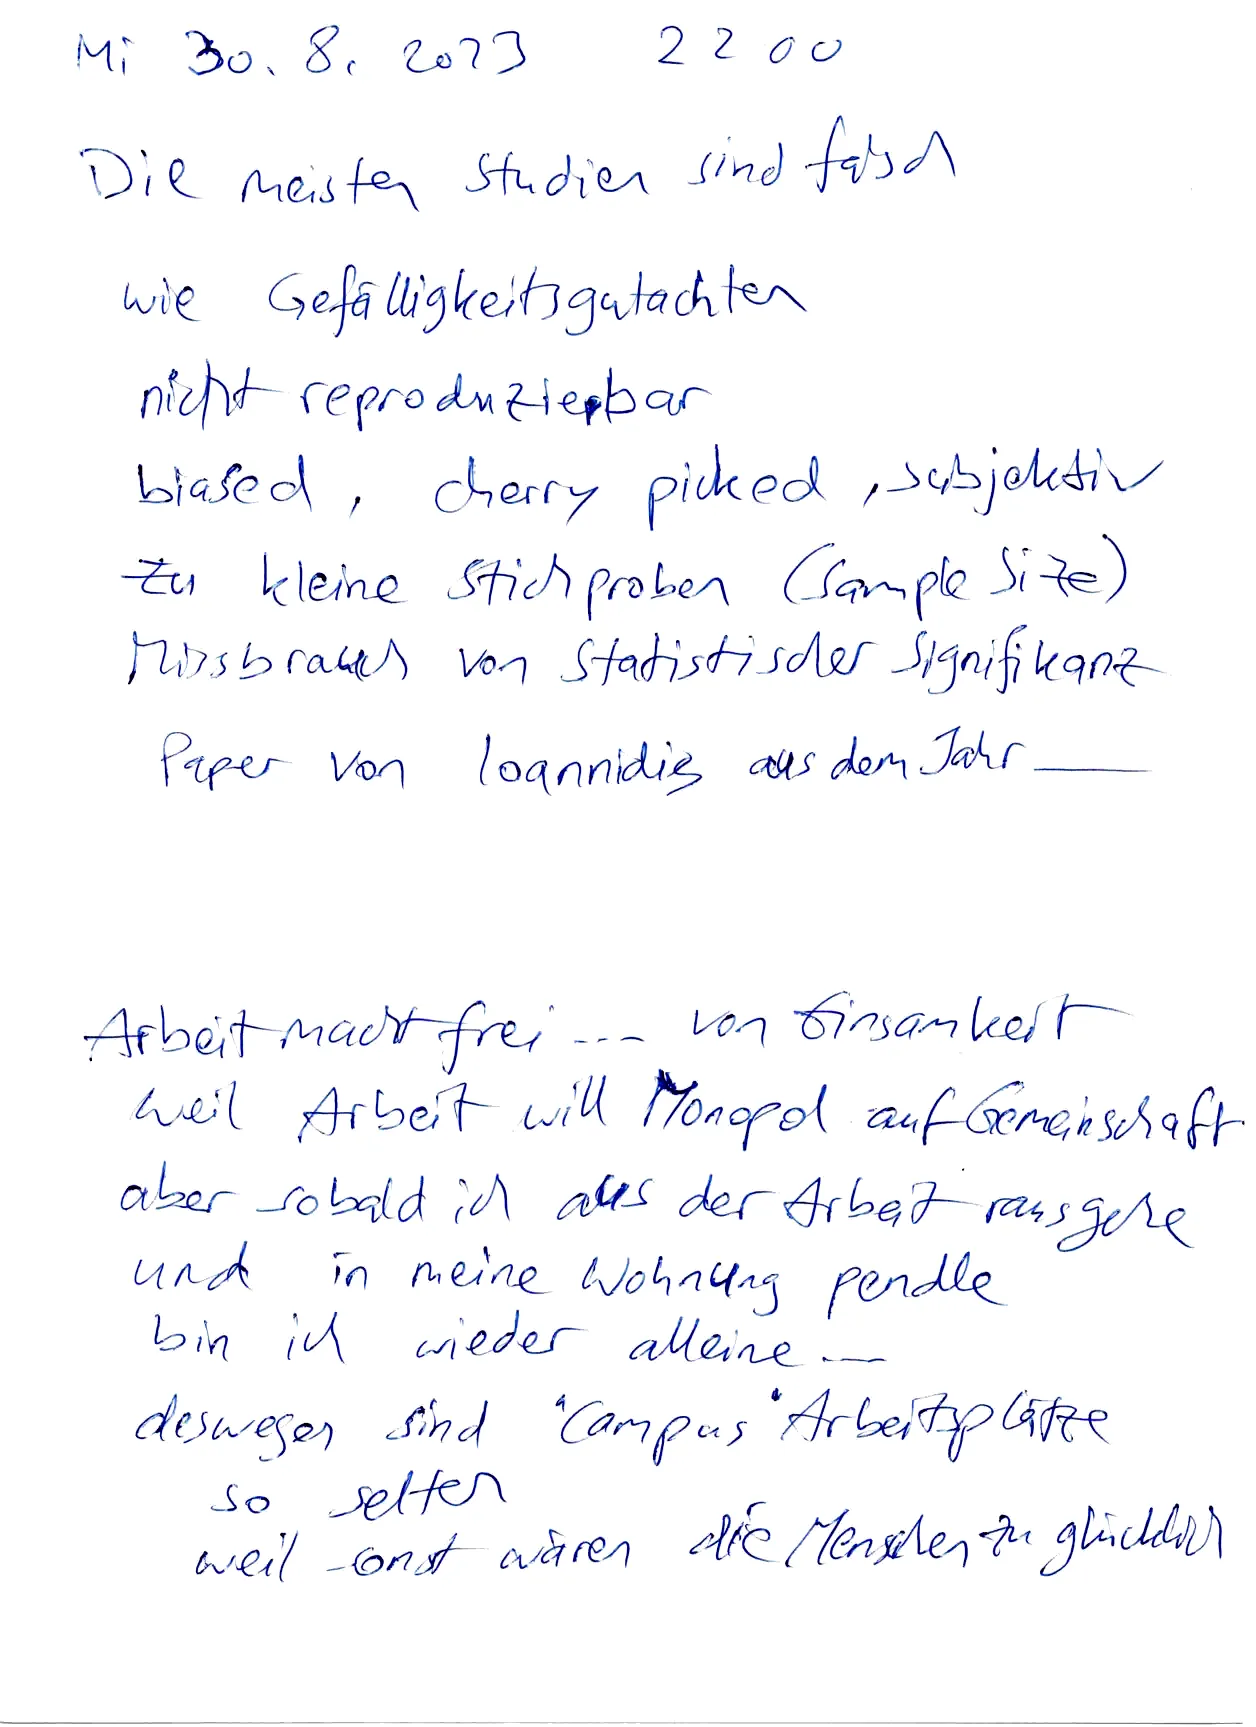 Mi 30. 8. 2023 22 00
Die meisten Studien sind falsch
wie Gefälligkeitsgutachten
nicht reproduzierbar
biased, cherry picked, subjektiv
zu kleine Stichproben (Sample Size)
Missbrauch von Statistischer Signifikanz
Paper von Ioannidis aus dem Jahr ___
Arbeit macht frei ... von Einsamkeit
weil Arbeit will Monopol auf Gemeinschaft
aber sobald ich aus der Arbeit rausgehe
und in meine Wohnung pendle
bin ich wieder alleine ...
deswegen sind "Campus" Arbeitsplätze
so selten
weil sonst wären die Menschen zu glücklich